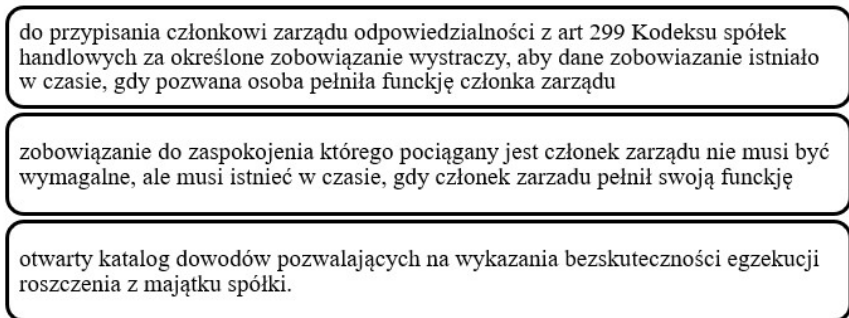 do przypisania członkowi zarządu odpowiedzialności z art 299 Kodeksu spółek
handlowych za określone zobowiązanie wystraczy, aby dane zobowiazanie istniało
w czasie, gdy pozwana osoba pełniła funckję członka zarządu
zobowiązanie do zaspokojenia którego pociągany jest członek zarządu nie musi być
wymagalne, ale musi istnieć w czasie, gdy członek zarzadu pełnił swoją funckję
otwarty katalog dowodów pozwalających na wykazania bezskuteczności egzekucji
roszczenia z majątku spółki.